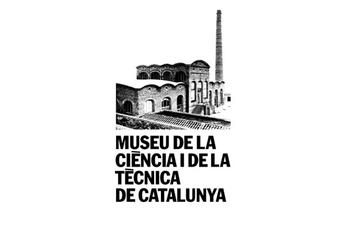 MUSEU DE LA
CIÈNCIA I DE LA
TÈCNICA
DE CATALUNYA